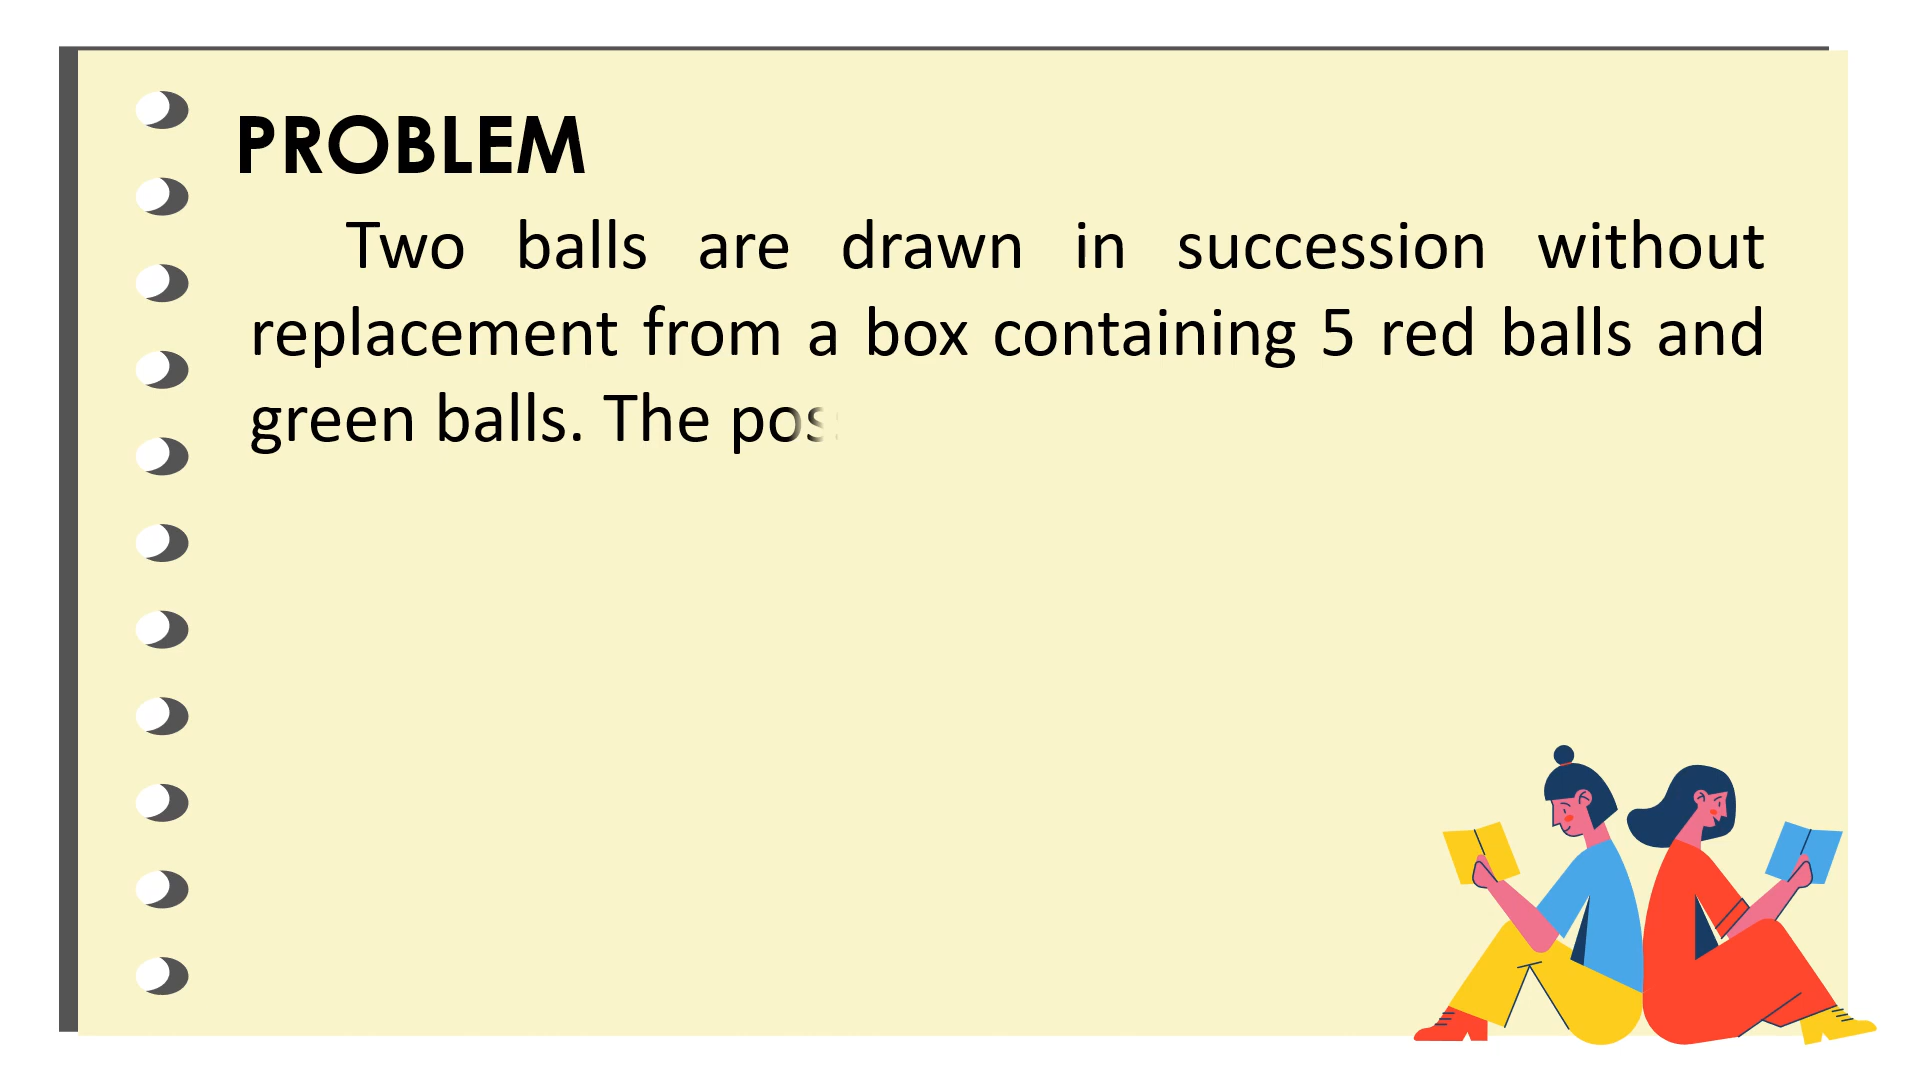 PROBLEM
Two balls are drawn in succession without
replacement from a box containing 5 red balls and
green balls. The